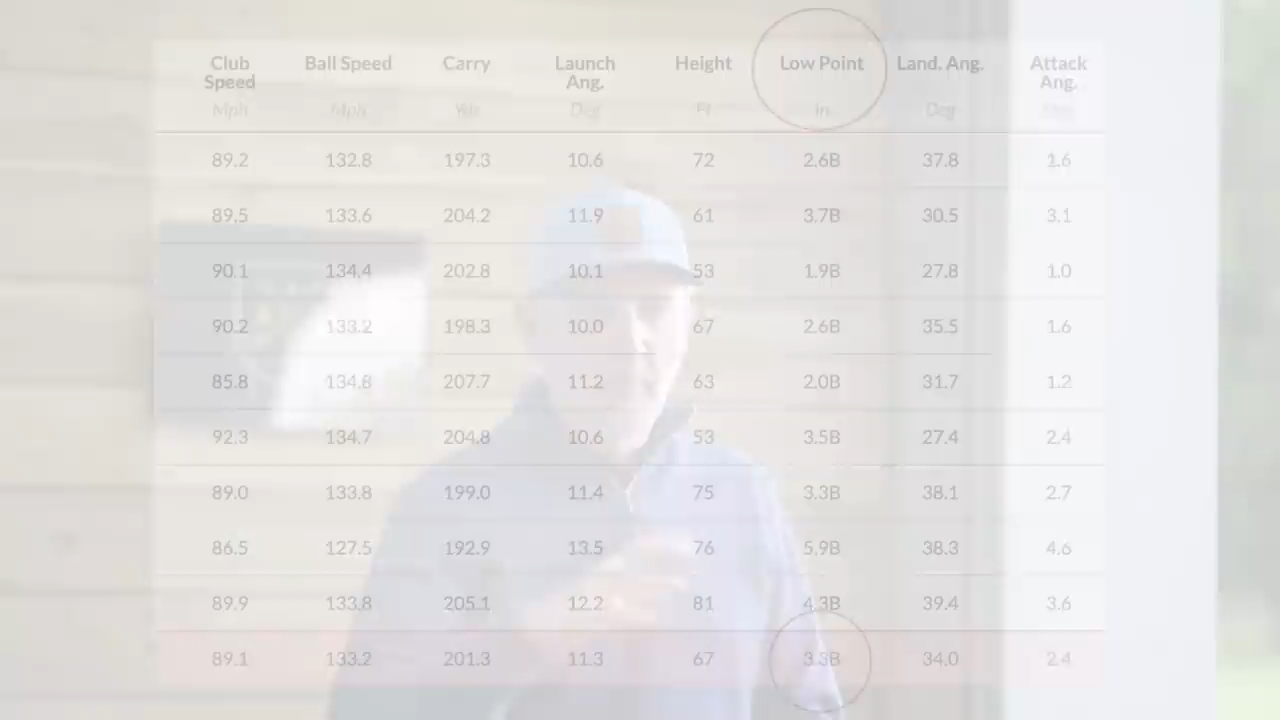 Club Speed Ball Speed Carry Launch Ang. Height Low Point Land. Ang. Attack Ang.
Mph Mph Yds Deg Ft In Deg Deg
89.2 132.8 197.3 10.6 72 2.6B 37.8 1.6
89.5 133.6 204.2 11.9 61 3.7B 30.5 3.1
90.1 134.4 202.8 10.1 53 1.9B 27.8 1.0
90.2 133.2 198.3 10.0 67 2.6B 35.5 1.6
85.8 134.8 207.7 11.2 63 2.0B 31.7 1.2
92.3 134.7 204.8 10.6 53 3.5B 27.4 2.4
89.0 133.8 199.0 11.4 75 3.3B 38.1 2.7
86.5 127.5 192.9 13.5 76 5.9B 38.3 4.6
89.9 133.8 205.1 12.2 81 4.3B 39.4 3.6
89.1 133.2 201.3 11.3 67 3.3B 34.0 2.4